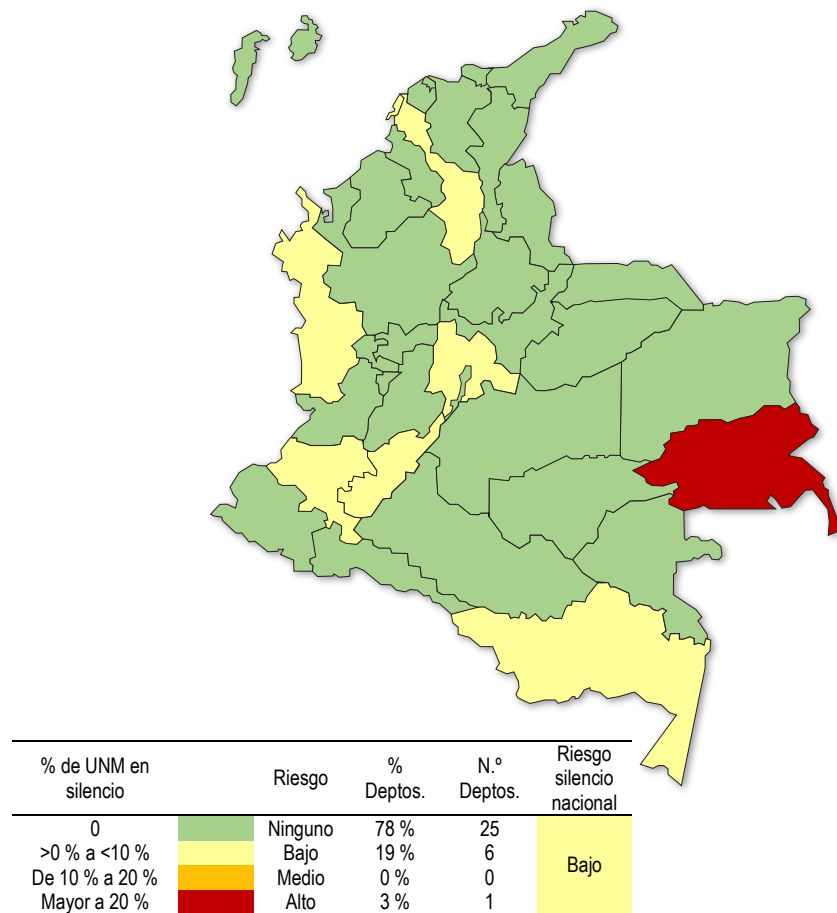 % de UNM en silencio Riesgo % Deptos. N.º Deptos. Riesgo silencio nacional
0 Ninguno 78 % 25
>0 % a <10 % Bajo 19 % 6 Bajo
De 10 % a 20 % Medio 0 % 0
Mayor a 20 % Alto 3 % 1